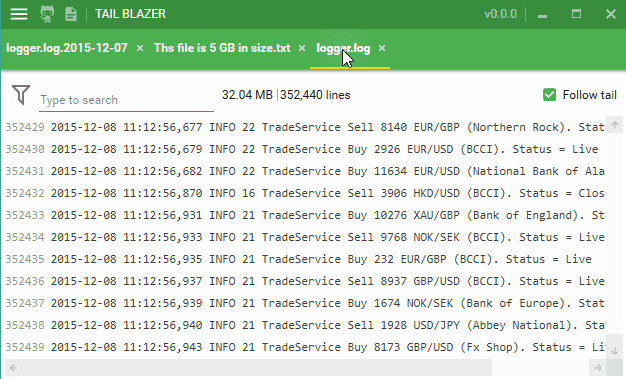 TAIL BLAZER v0.0.0
logger.log.2015-12-07 × Ths file is 5 GB in size.txt × logger.log ×
Type to search 32.04 MB | 352,440 lines Follow tail
352429 2015-12-08 11:12:56,677 INFO 22 TradeService Sell 8140 EUR/GBP (Northern Rock). Stat
352430 2015-12-08 11:12:56,679 INFO 22 TradeService Buy 2926 EUR/USD (BCCI). Status = Live
352431 2015-12-08 11:12:56,682 INFO 22 TradeService Buy 11634 EUR/USD (National Bank of Ala
352432 2015-12-08 11:12:56,870 INFO 16 TradeService Sell 3906 HKD/USD (BCCI). Status = Clos
352433 2015-12-08 11:12:56,931 INFO 21 TradeService Buy 10276 XAU/GBP (Bank of England). St
352434 2015-12-08 11:12:56,933 INFO 21 TradeService Sell 9768 NOK/SEK (BCCI). Status = Live
352435 2015-12-08 11:12:56,935 INFO 21 TradeService Buy 232 EUR/GBP (BCCI). Status = Live
352436 2015-12-08 11:12:56,937 INFO 21 TradeService Sell 8937 GBP/USD (BCCI). Status = Live
352437 2015-12-08 11:12:56,939 INFO 21 TradeService Buy 1674 NOK/SEK (Bank of Europe). Stat
352438 2015-12-08 11:12:56,940 INFO 21 TradeService Sell 1928 USD/JPY (Abbey National). Sta
352439 2015-12-08 11:12:56,943 INFO 21 TradeService Buy 8173 GBP/USD (Fx Shop). Status = Li